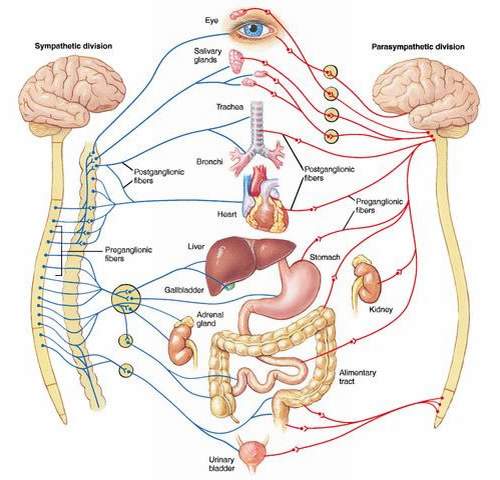 Eye
Sympathetic division
Parasympathetic division
Salivary
glands
Trachea
Postganglionic
fibers
Bronchi
Postganglionic
fibers
Heart
Preganglionic
fibers
Preganglionic
fibers
Liver
Stomach
Gallbladder
Adrenal
gland
Kidney
Alimentary
tract
Urinary
bladder